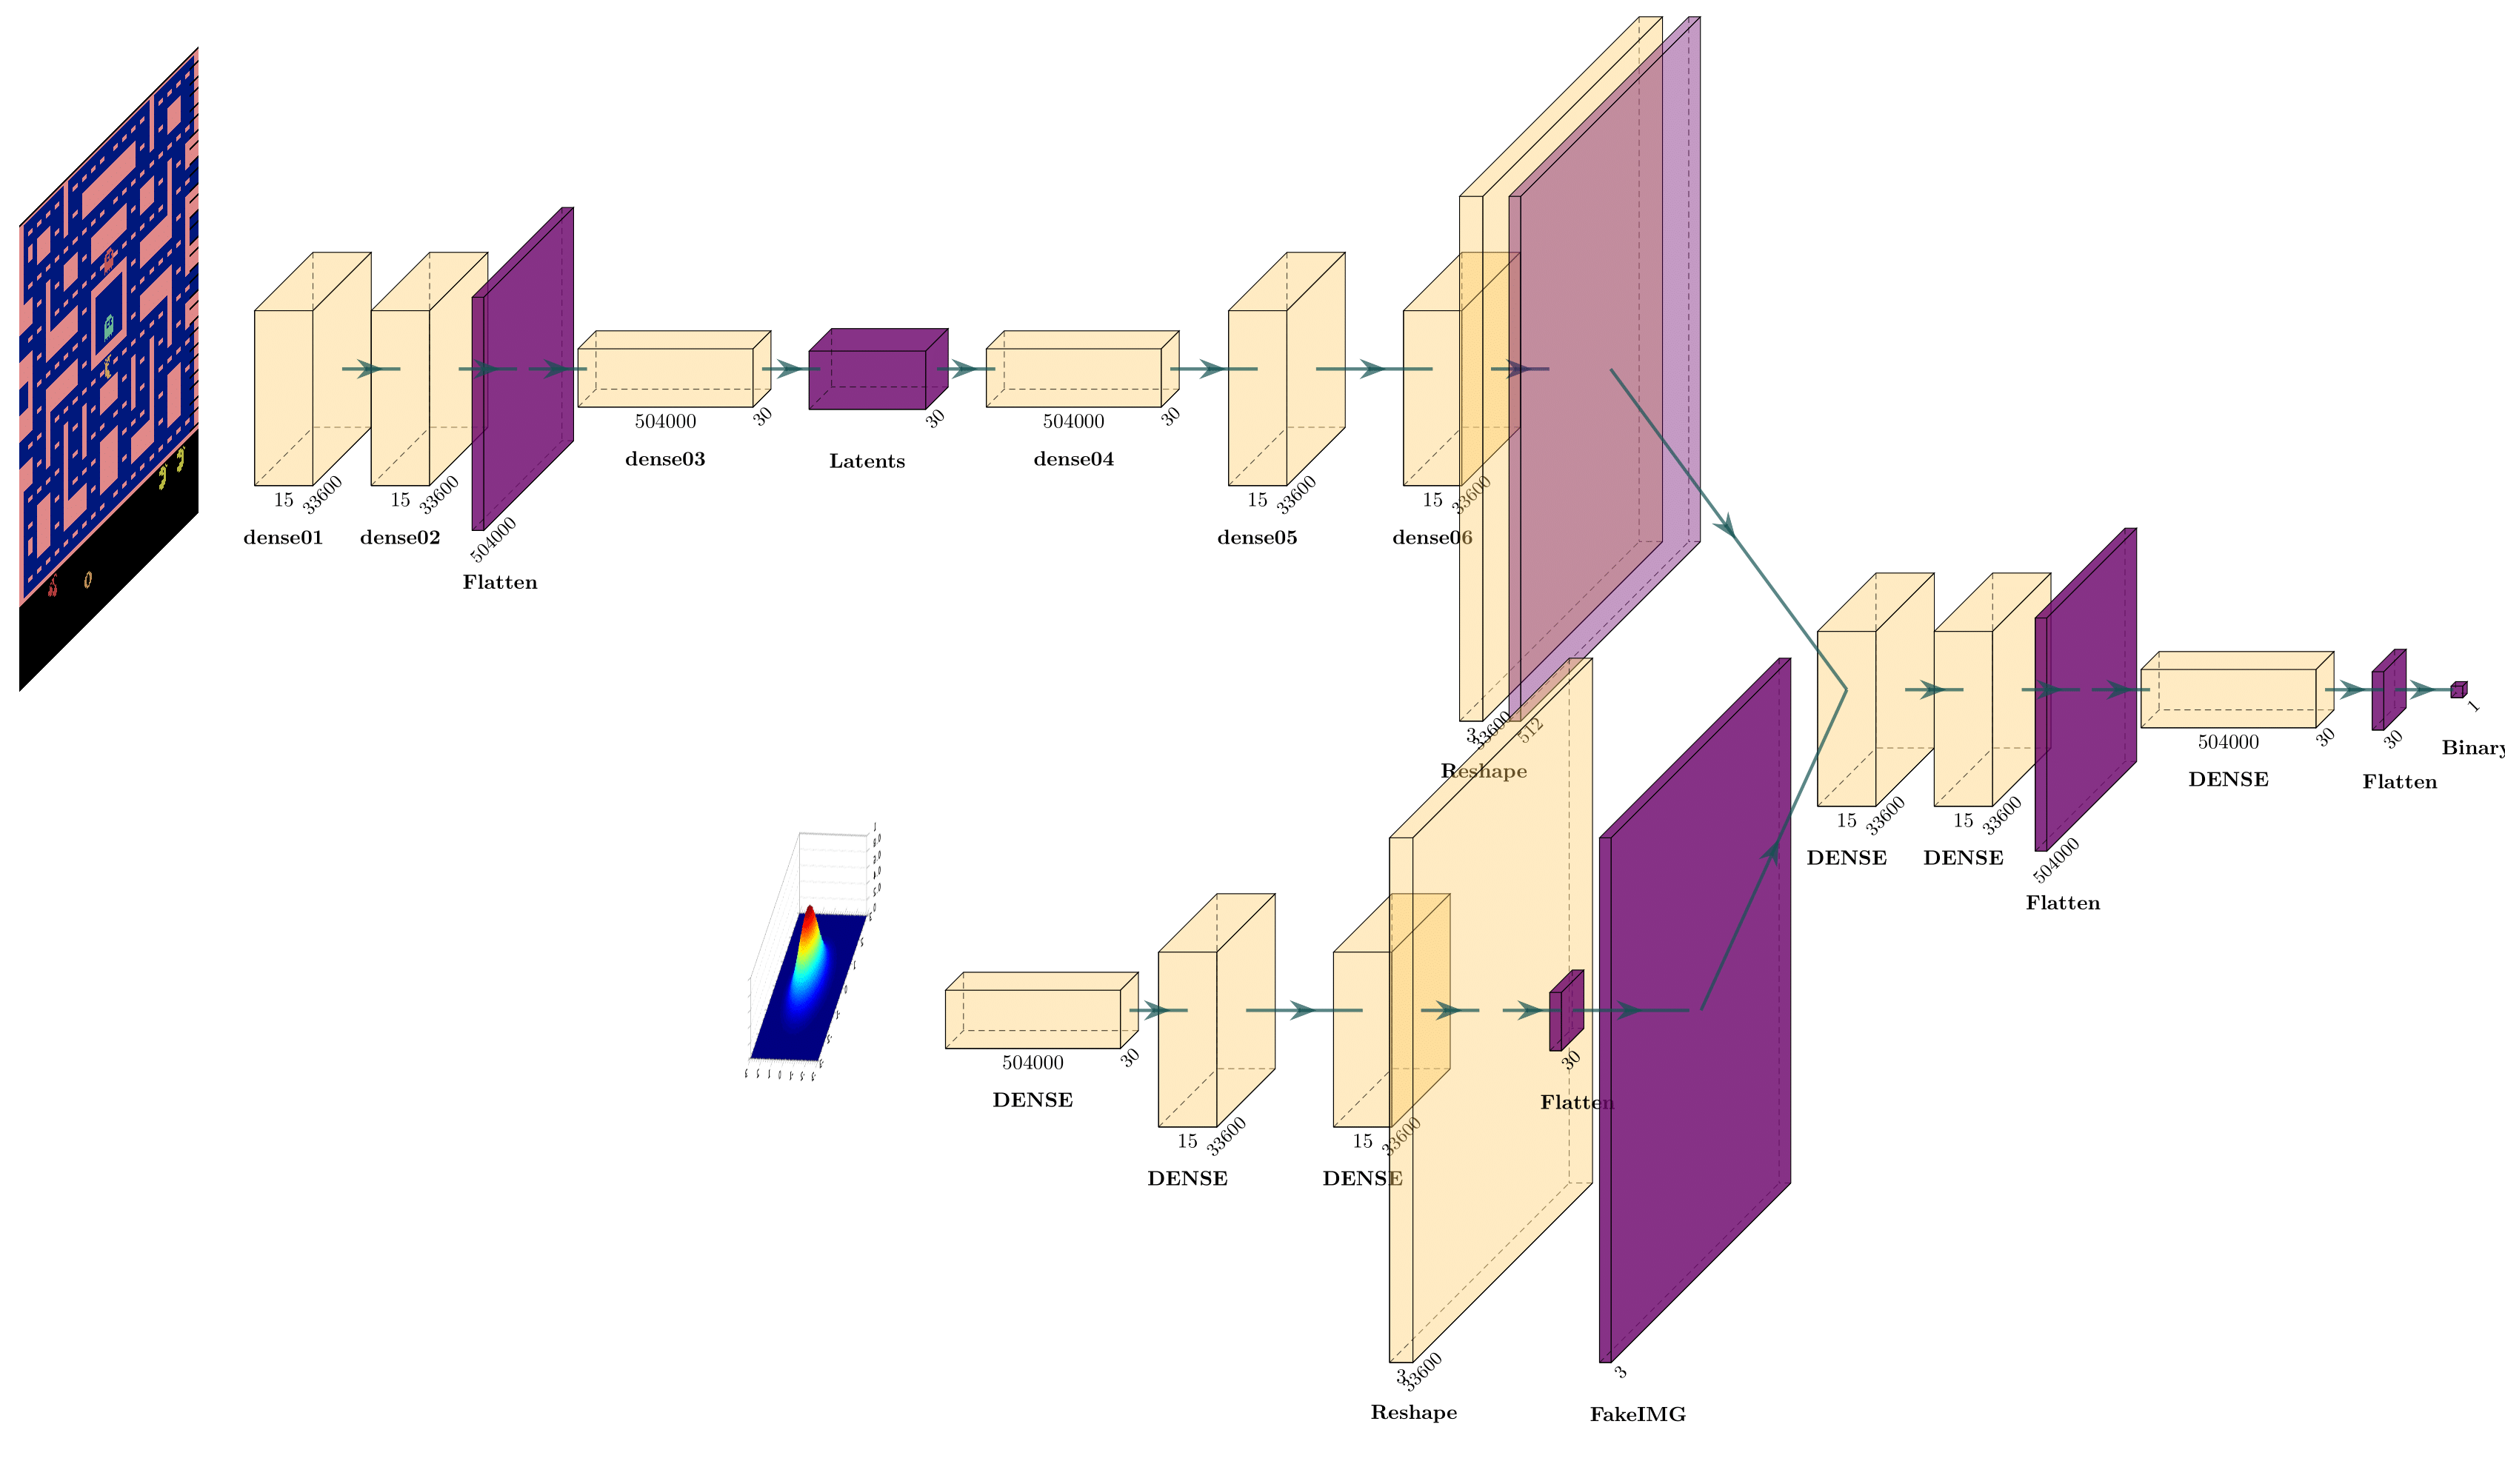 15
33600
dense01
15
33600
dense02
504000
Flatten
504000
30
dense03
30
Latents
504000
30
dense04
15
33600
dense05
15
33600
dense06
3
33600
512
Reshape
504000
30
DENSE
15
33600
DENSE
15
33600
DENSE
3
33600
Reshape
30
Flatten
3
FakeIMG
15
33600
DENSE
15
33600
DENSE
504000
Flatten
504000
30
DENSE
30
Flatten
1
Binary